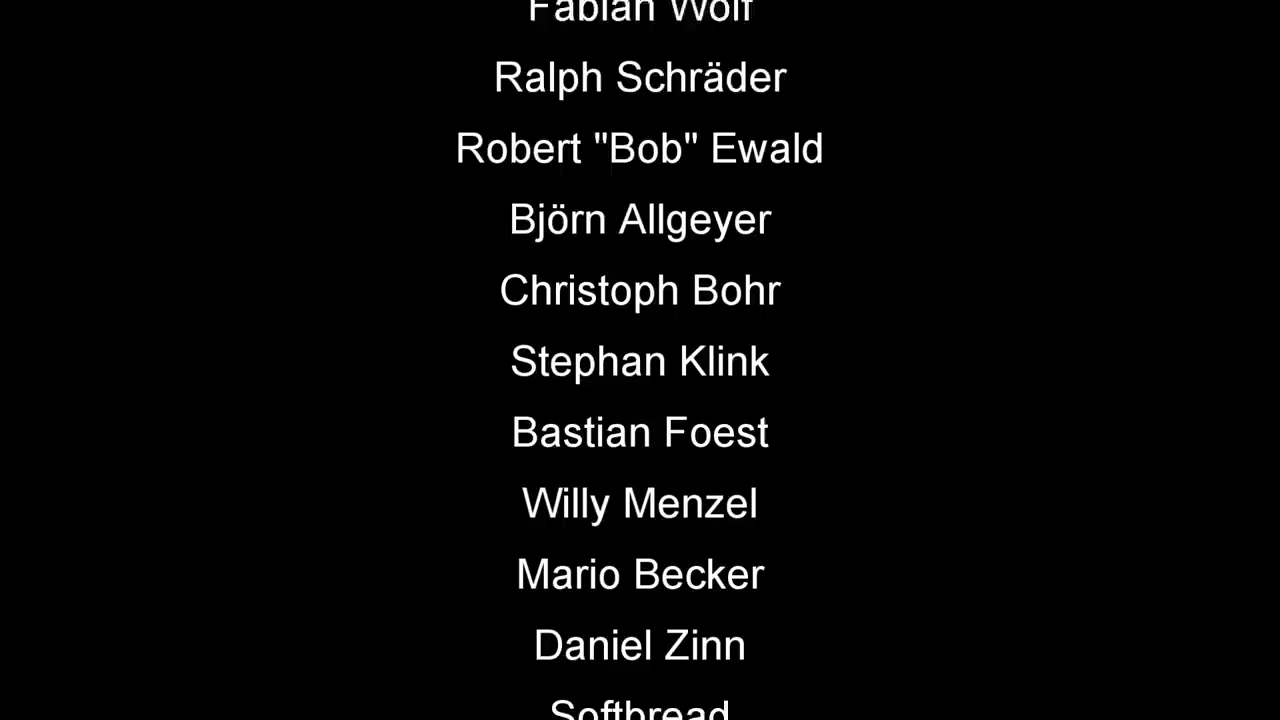 Fabian Wolf
Ralph Schräder
Robert "Bob" Ewald
Björn Allgeyer
Christoph Bohr
Stephan Klink
Bastian Foest
Willy Menzel
Mario Becker
Daniel Zinn
Softbread